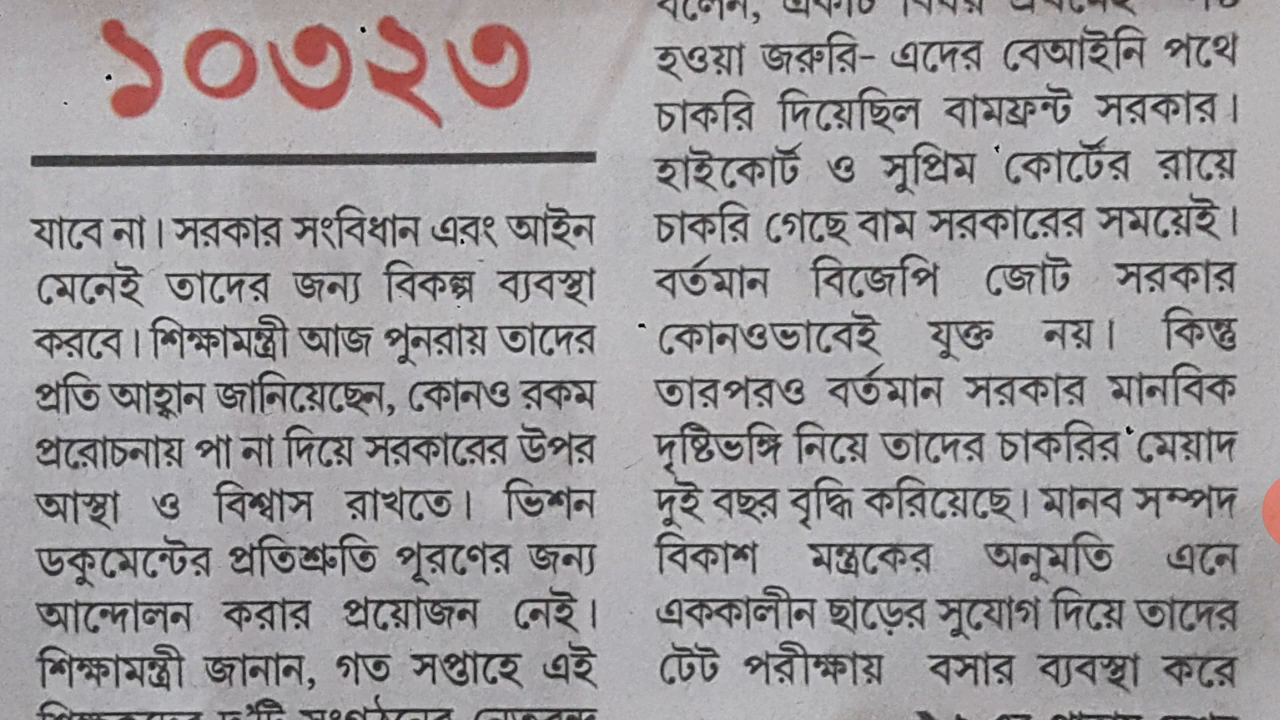 ১০৩২৩
যাবে না। সরকার সংবিধান এবং আইন
মেনেই তাদের জন্য বিকল্প ব্যবস্থা
করবে। শিক্ষামন্ত্রী আজ পুনরায় তাদের
প্রতি আহ্বান জানিয়েছেন, কোনও রকম
প্ররোচনায় পা না দিয়ে সরকারের উপর
আস্থা ও বিশ্বাস রাখতে। ভিশন
ডকুমেন্টের প্রতিশ্রুতি পূরণের জন্য
আন্দোলন করার প্রয়োজন নেই।
শিক্ষামন্ত্রী জানান, গত সপ্তাহে এই
বলেন, একটি বিষয়
হওয়া জরুরি- এদের বেআইনি পথে
চাকরি দিয়েছিল বামফ্রন্ট সরকার।
হাইকোর্ট ও সুপ্রিম কোর্টের রায়ে
চাকরি গেছে বাম সরকারের সময়েই।
বর্তমান বিজেপি জোট সরকার
কোনওভাবেই যুক্ত নয়। কিন্তু
তারপরও বর্তমান সরকার মানবিক
দৃষ্টিভঙ্গি নিয়ে তাদের চাকরির মেয়াদ
দুই বছর বৃদ্ধি করিয়েছে। মানব সম্পদ
বিকাশ মন্ত্রকের অনুমতি এনে
এককালীন ছাড়ের সুযোগ দিয়ে তাদের
টেট পরীক্ষায় বসার ব্যবস্থা করে